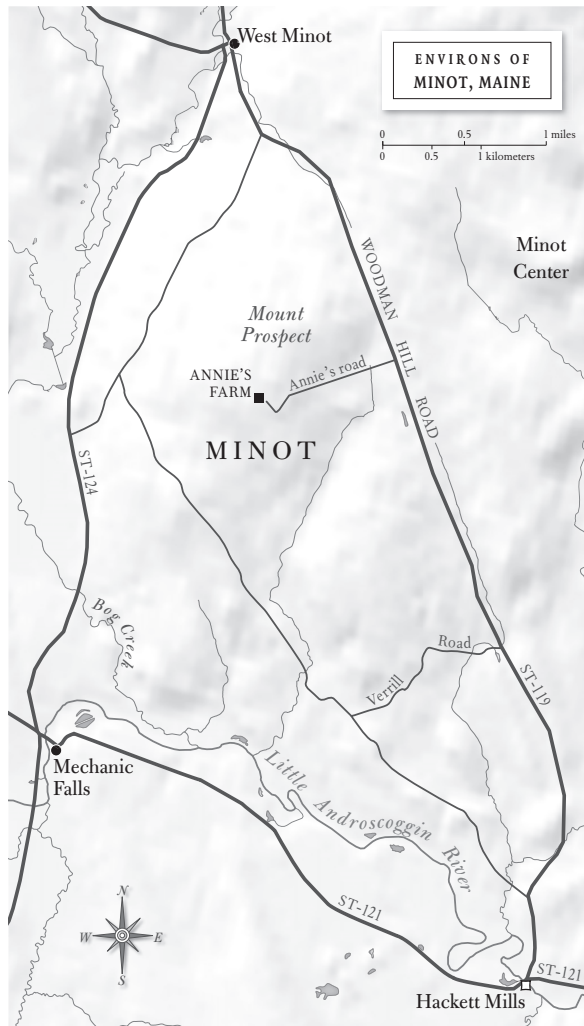 West Minot
ENVIRONS OF
MINOT, MAINE
0 0.5 1 miles
0 0.5 1 kilometers
Minot
Center
WOODMAN HILL ROAD
Mount
Prospect
ANNIE'S
FARM
Annie's road
MINOT
ST-124
Bog Creek
Verrill Road
ST-119
Mechanic
Falls
Little Androscoggin River
N
W E
S
ST-121
ST-121
Hackett Mills